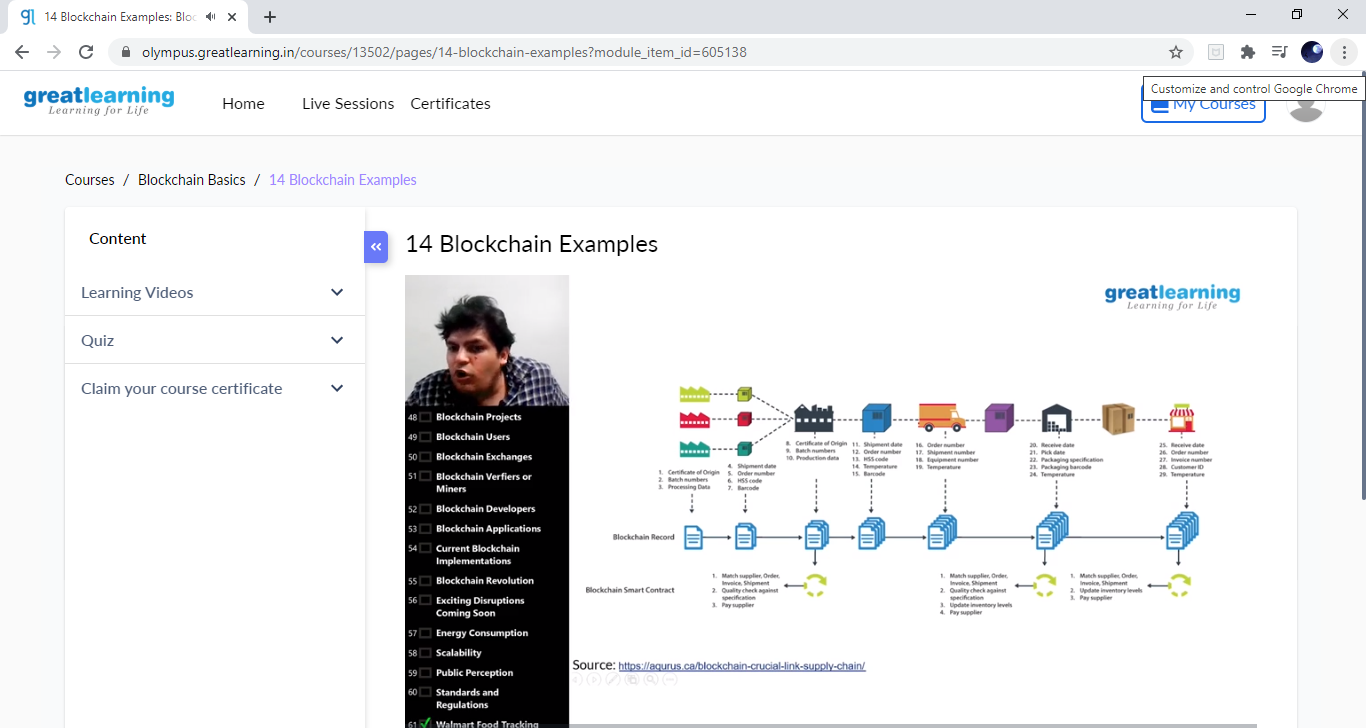 14 Blockchain Examples: Bloc
olympus.greatlearning.in/courses/13502/pages/14-blockchain-examples?module_item_id=605138
Customize and control Google Chrome
greatlearning
Learning for Life
Home
Live Sessions
Certificates
My Courses
Courses / Blockchain Basics / 14 Blockchain Examples
Content
Learning Videos
Quiz
Claim your course certificate
14 Blockchain Examples
greatlearning
Learning for Life
48 Blockchain Projects
49 Blockchain Users
50 Blockchain Exchanges
51 Blockchain Verfiers or
Miners
52 Blockchain Developers
53 Blockchain Applications
54 Current Blockchain
Implementations
55 Blockchain Revolution
56 Exciting Disruptions
Coming Soon
57 Energy Consumption
58 Scalability
59 Public Perception
60 Standards and
Regulations
61 Walmart Food Tracking
1. Certificate of Origin
2. Batch numbers
3. Processing Data
4. Shipment date
5. Order number
6. HSS code
7. Barcode
8. Certificate of Origin
9. Batch numbers
10. Production data
11. Shipment date
12. Order number
13. HSS code
14. Temperature
15. Barcode
16. Order number
17. Shipment number
18. Equipment number
19. Temperature
20. Receive date
21. Pick date
22. Packaging specification
23. Packaging barcode
24. Temperature
25. Receive date
26. Order number
27. Invoice number
28. Customer ID
29. Temperature
Blockchain Record
Blockchain Smart Contract
1. Match supplier, Order,
Invoice, Shipment
2. Quality check against
specification
3. Pay supplier
1. Match supplier, Order,
Invoice, Shipment
2. Quality check against
specification
3. Update inventory levels
4. Pay supplier
1. Match supplier, Order,
Invoice, Shipment
2. Update inventory levels
3. Pay supplier
Source: https://aqurus.ca/blockchain-crucial-link-supply-chain/